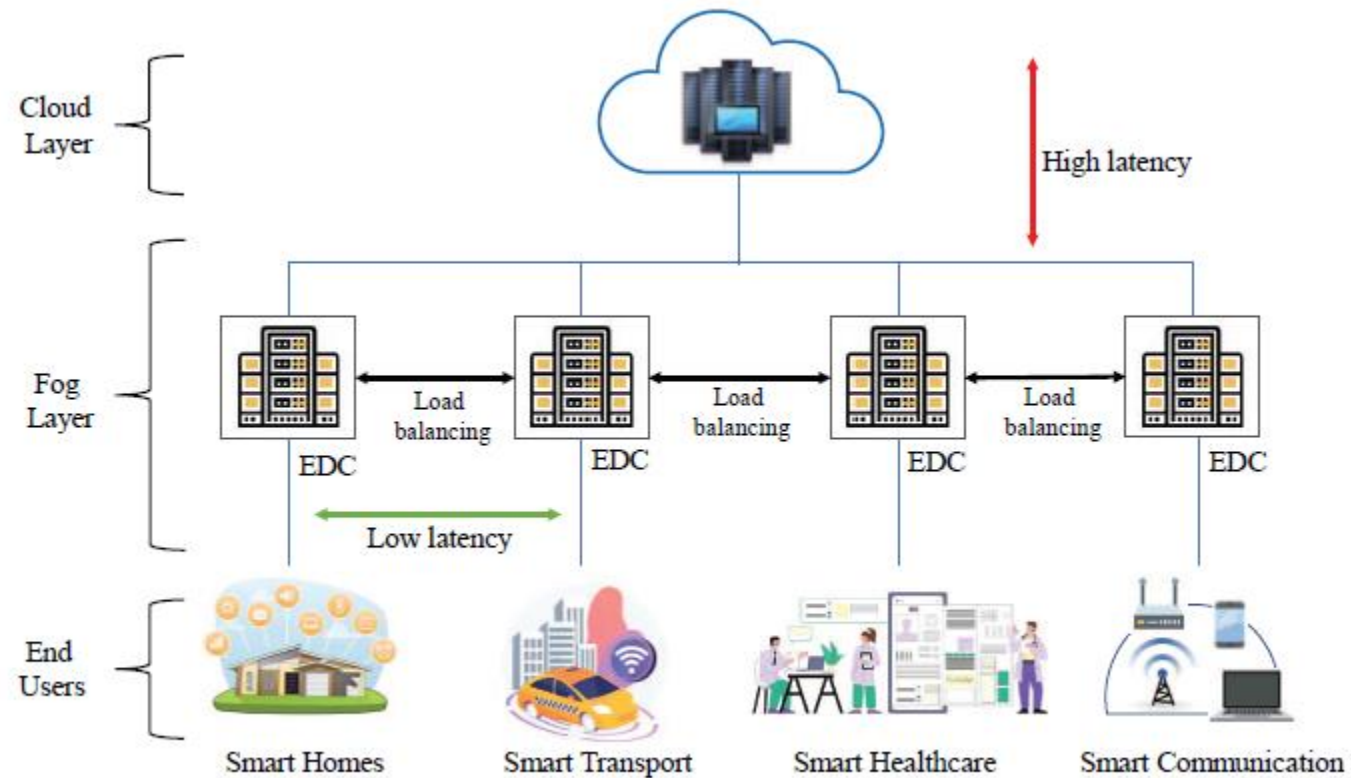 Cloud
Layer
High latency
Fog
Layer
Load
balancing
Load
balancing
Load
balancing
EDC
EDC
EDC
EDC
Low latency
End
Users
Smart Homes
Smart Transport
Smart Healthcare
Smart Communication